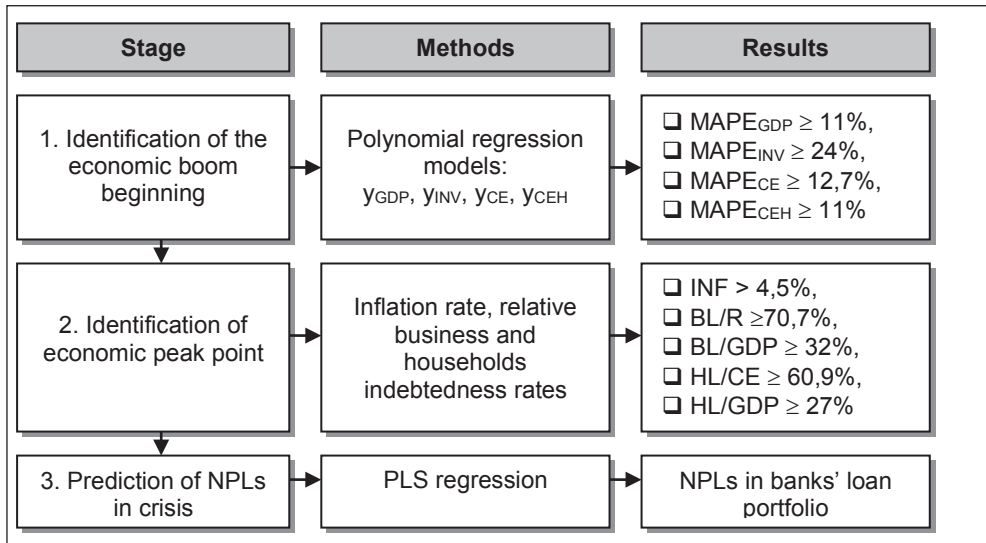 Stage
Methods
Results
1. Identification of the
economic boom
beginning
Polynomial regression
models:
yGDP, yINV, yCE, yCEH
❑ MAPEGDP ≥ 11%,
❑ MAPEINV ≥ 24%,
❑ MAPECE ≥ 12,7%,
❑ MAPECEH ≥ 11%
2. Identification of
economic peak point
Inflation rate, relative
business and
households
indebtedness rates
❑ INF > 4,5%,
❑ BL/R ≥70,7%,
❑ BL/GDP ≥ 32%,
❑ HL/CE ≥ 60,9%,
❑ HL/GDP ≥ 27%
3. Prediction of NPLs
in crisis
PLS regression
NPLs in banks’ loan
portfolio